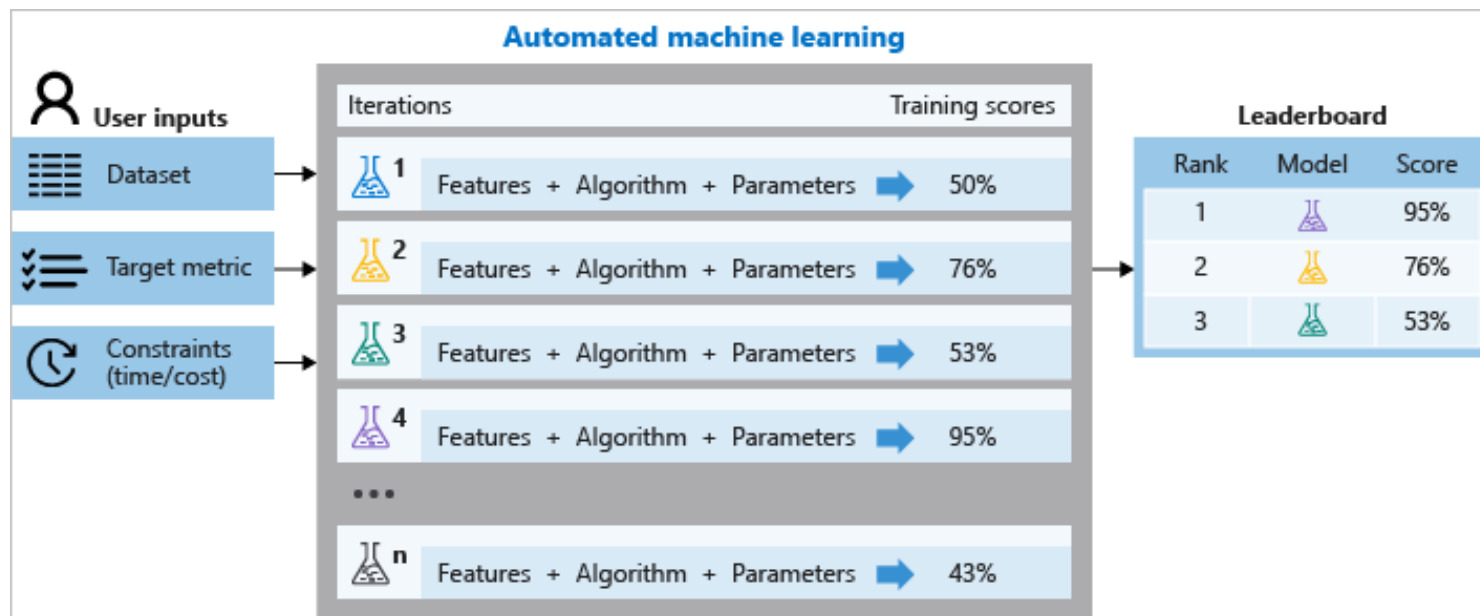 Automated machine learning
User inputs
Dataset
Target metric
Constraints
(time/cost)
Iterations Training scores
1 Features + Algorithm + Parameters 50%
2 Features + Algorithm + Parameters 76%
3 Features + Algorithm + Parameters 53%
4 Features + Algorithm + Parameters 95%
•••
n Features + Algorithm + Parameters 43%
Leaderboard
Rank Model Score
1 95%
2 76%
3 53%